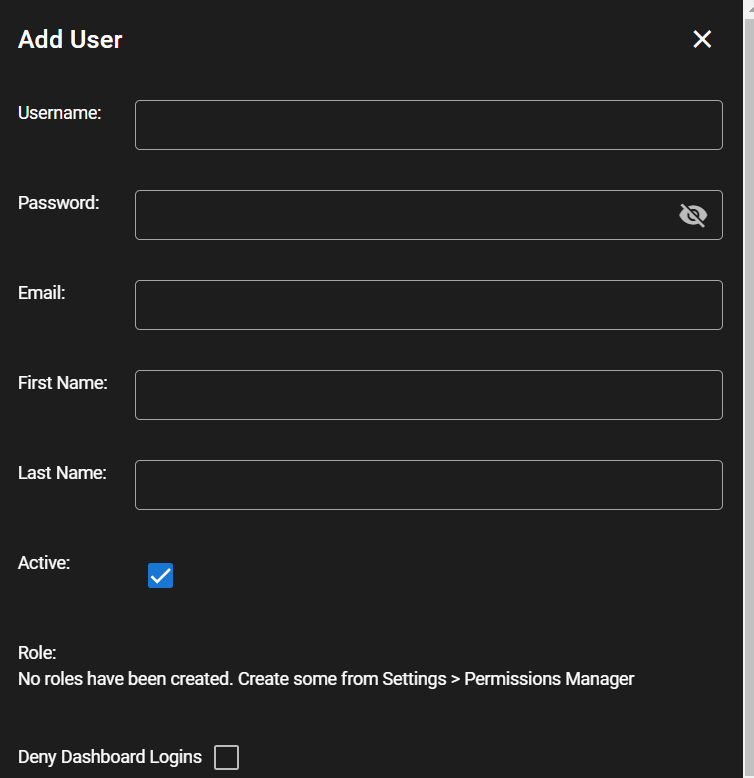 Add User
Username:
Password:
Email:
First Name:
Last Name:
Active:
Role:
No roles have been created. Create some from Settings > Permissions Manager
Deny Dashboard Logins